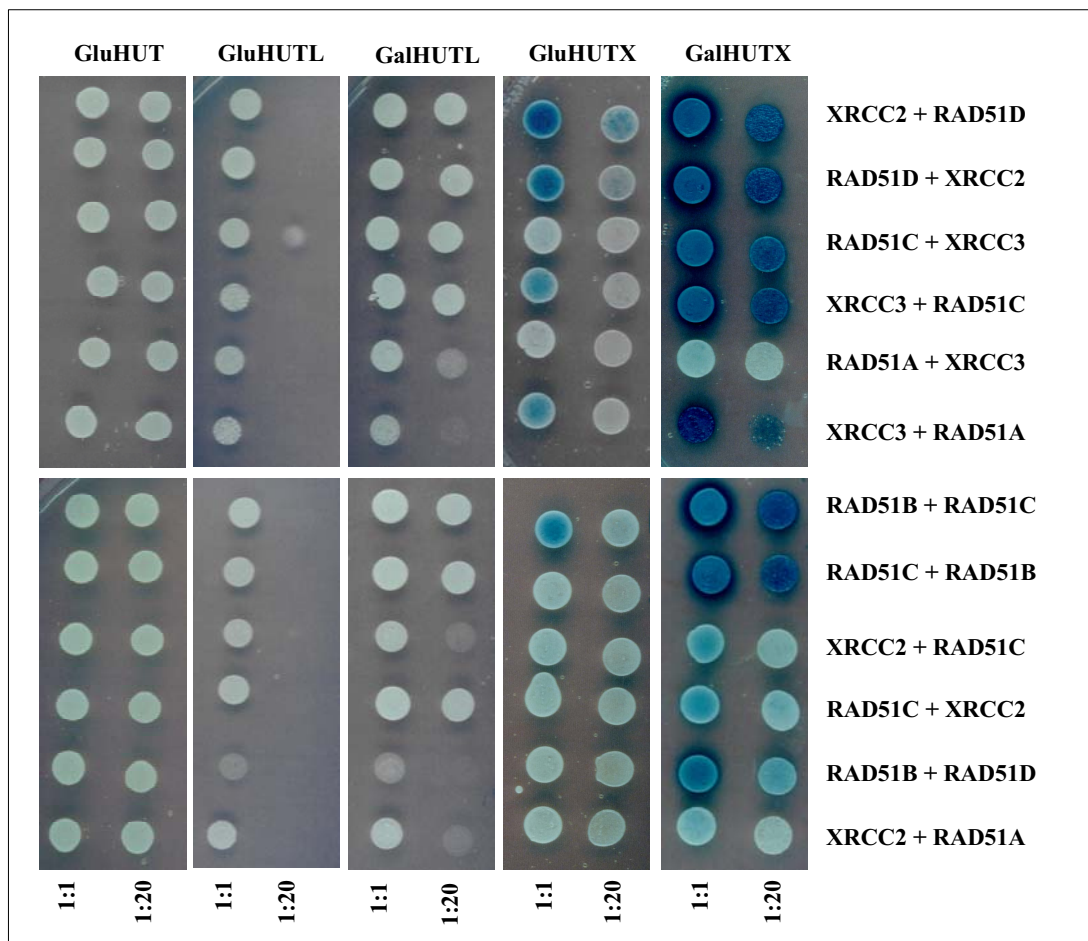 GluHUT GluHUTL GalHUTL GluHUTX GalHUTX
XRCC2 + RAD51D
RAD51D + XRCC2
RAD51C + XRCC3
XRCC3 + RAD51C
RAD51A + XRCC3
XRCC3 + RAD51A
RAD51B + RAD51C
RAD51C + RAD51B
XRCC2 + RAD51C
RAD51C + XRCC2
RAD51B + RAD51D
XRCC2 + RAD51A
1:1 1:20 1:1 1:20 1:1 1:20 1:1 1:20 1:1 1:20